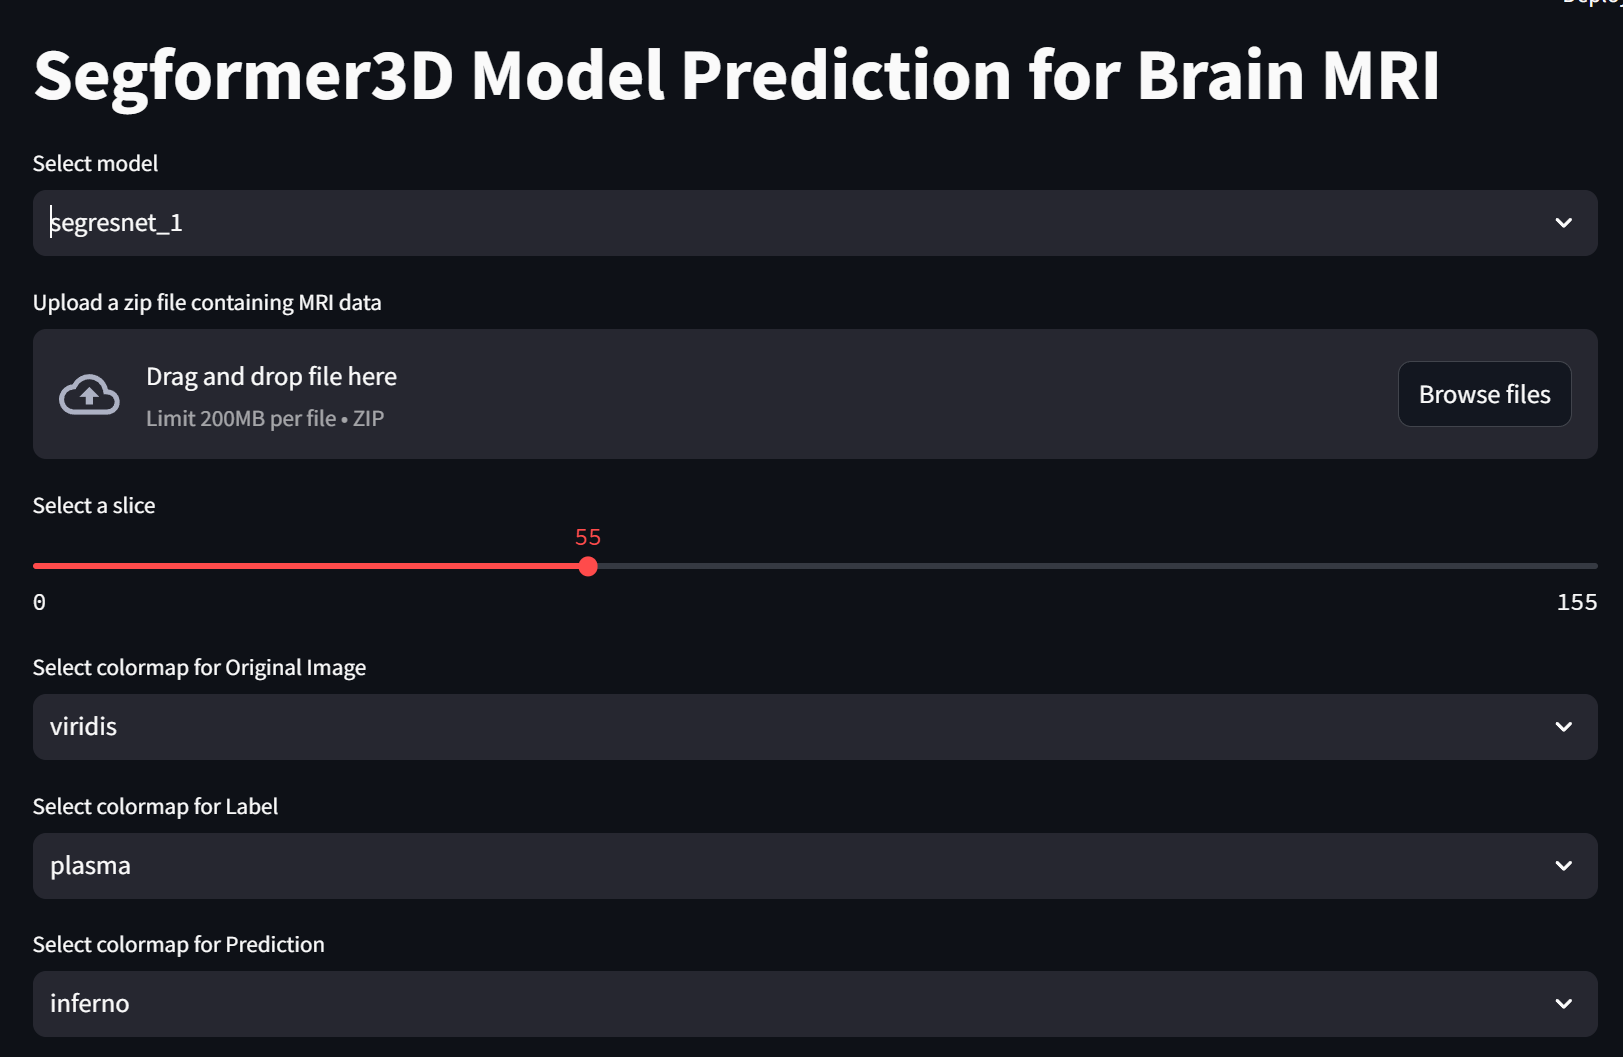 Segformer3D Model Prediction for Brain MRI
Select model
segresnet_1
Upload a zip file containing MRI data
Drag and drop file here
Limit 200MB per file • ZIP
Browse files
Select a slice
55
0
155
Select colormap for Original Image
viridis
Select colormap for Label
plasma
Select colormap for Prediction
inferno